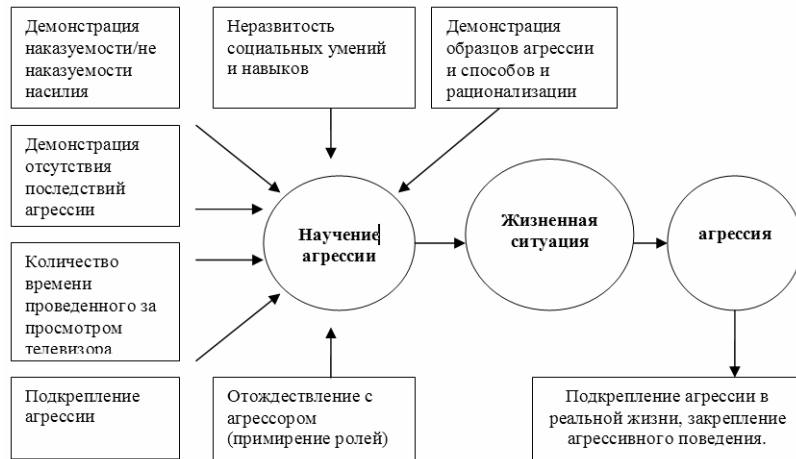 Демонстрация
наказуемости/не
наказуемости
насилия
Неразвитость
социальных умений
и навыков
Демонстрация
образцов агрессии
и способов и
рационализации
Демонстрация
отсутствия
последствий
агрессии
Количество
времени
проведенного за
просмотром
телевизора
Подкрепление
агрессии
Научение
агрессии
Жизненная
ситуация
агрессия
Отождествление с
агрессором
(примирение ролей)
Подкрепление агрессии в
реальной жизни, закрепление
агрессивного поведения.